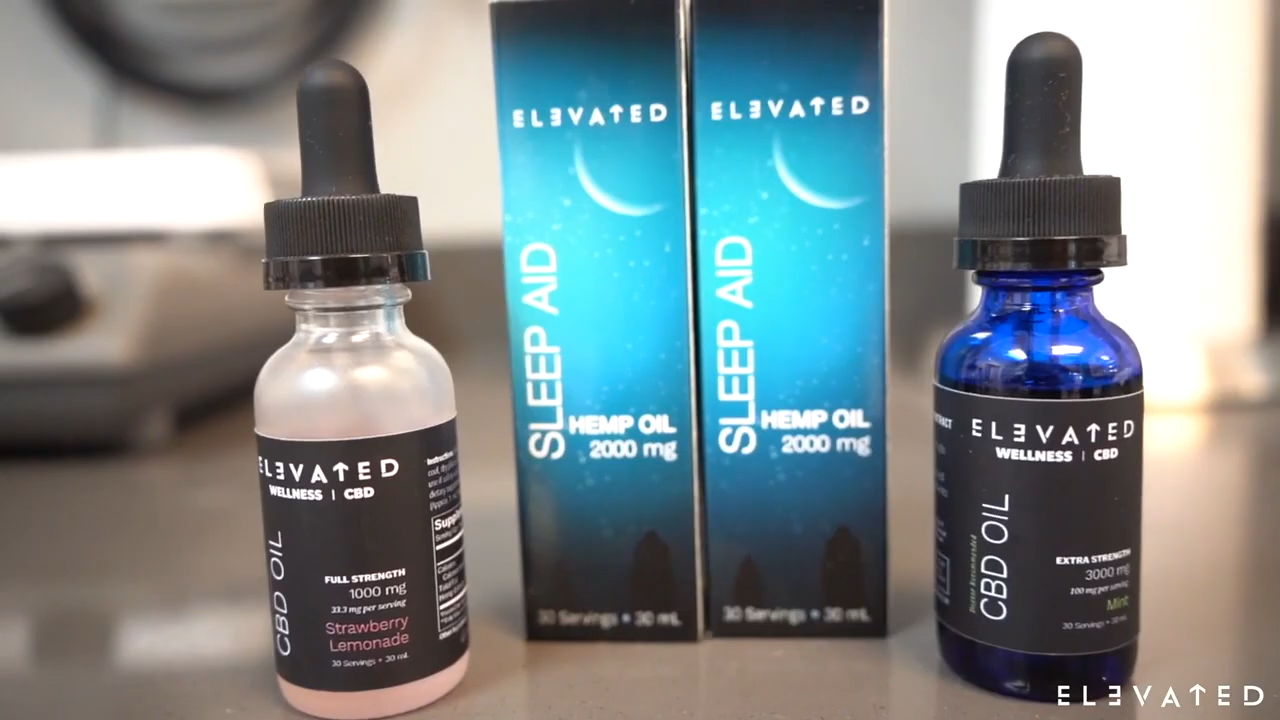 ELEVATED
WELLNESS | CBD
CBD OIL
FULL STRENGTH
1000 mg
33.3 mg per serving
Strawberry
Lemonade
30 Servings • 30 mL
ELEVATED
SLEEP AID
HEMP OIL
2000 mg
30 Servings • 30 mL
ELEVATED
SLEEP AID
HEMP OIL
2000 mg
30 Servings • 30 mL
ELEVATED
WELLNESS | CBD
Doctor Recommended
CBD OIL
EXTRA STRENGTH
3000 mg
100 mg per serving
Mint
30 Servings • 30 mL
ELEVATED